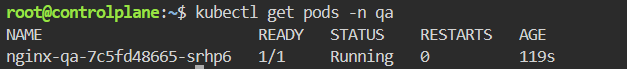 root@controlplane:~$ kubectl get pods -n qa
NAME READY STATUS RESTARTS AGE
nginx-qa-7c5fd48665-srhp6 1/1 Running 0 119s